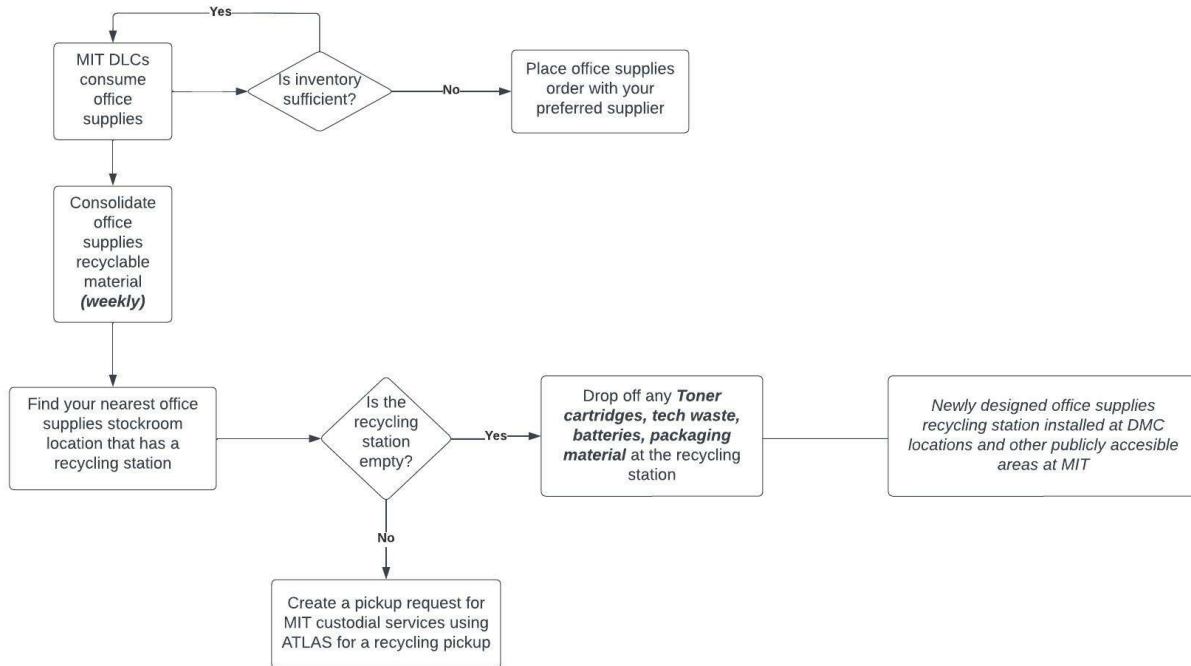 Yes
MIT DLCs
consume
office
supplies
Is inventory
sufficient?
No
Place office supplies
order with your
preferred supplier
Consolidate
office
supplies
recyclable
material
(weekly)
Find your nearest office
supplies stockroom
location that has a
recycling station
Is the
recycling
station
empty?
Yes
Drop off any Toner
cartridges, tech waste,
batteries, packaging
material at the recycling
station
Newly designed office supplies
recycling station installed at DMC
locations and other publicly accesible
areas at MIT
No
Create a pickup request for
MIT custodial services using
ATLAS for a recycling pickup